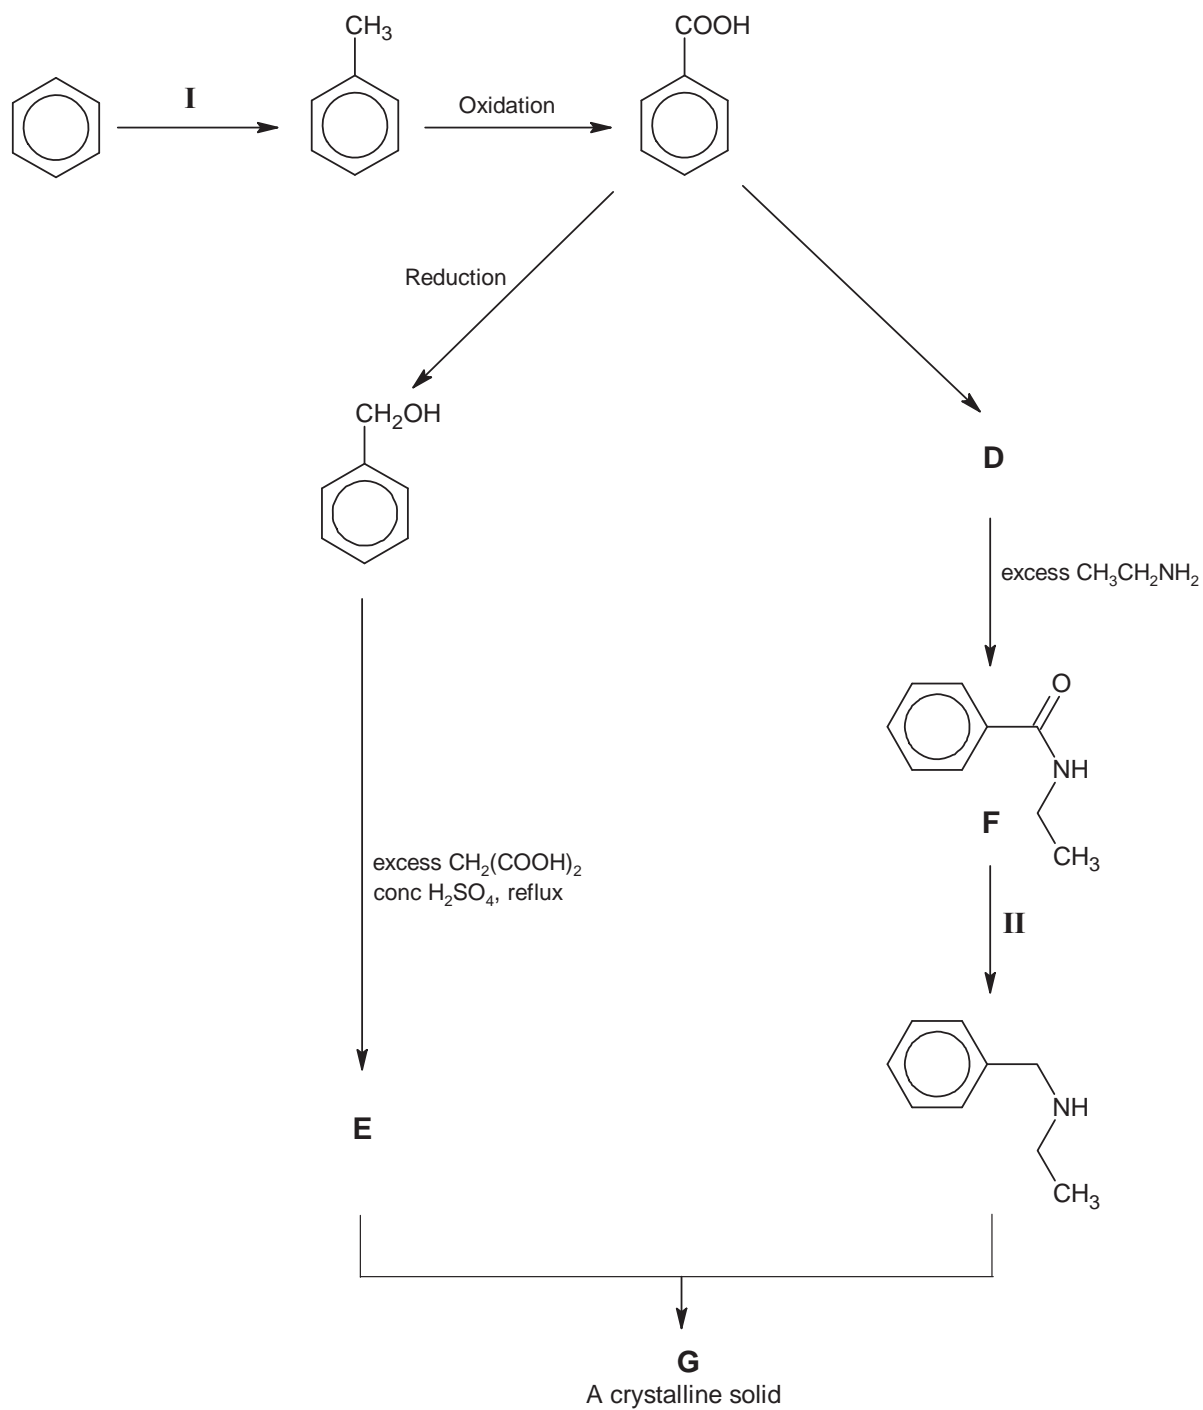 CH₃
COOH
I
Oxidation
Reduction
CH₂OH
D
excess CH₃CH₂NH₂
O
NH
F
CH₃
excess CH₂(COOH)₂
conc H₂SO₄, reflux
II
NH
E
CH₃
G
A crystalline solid